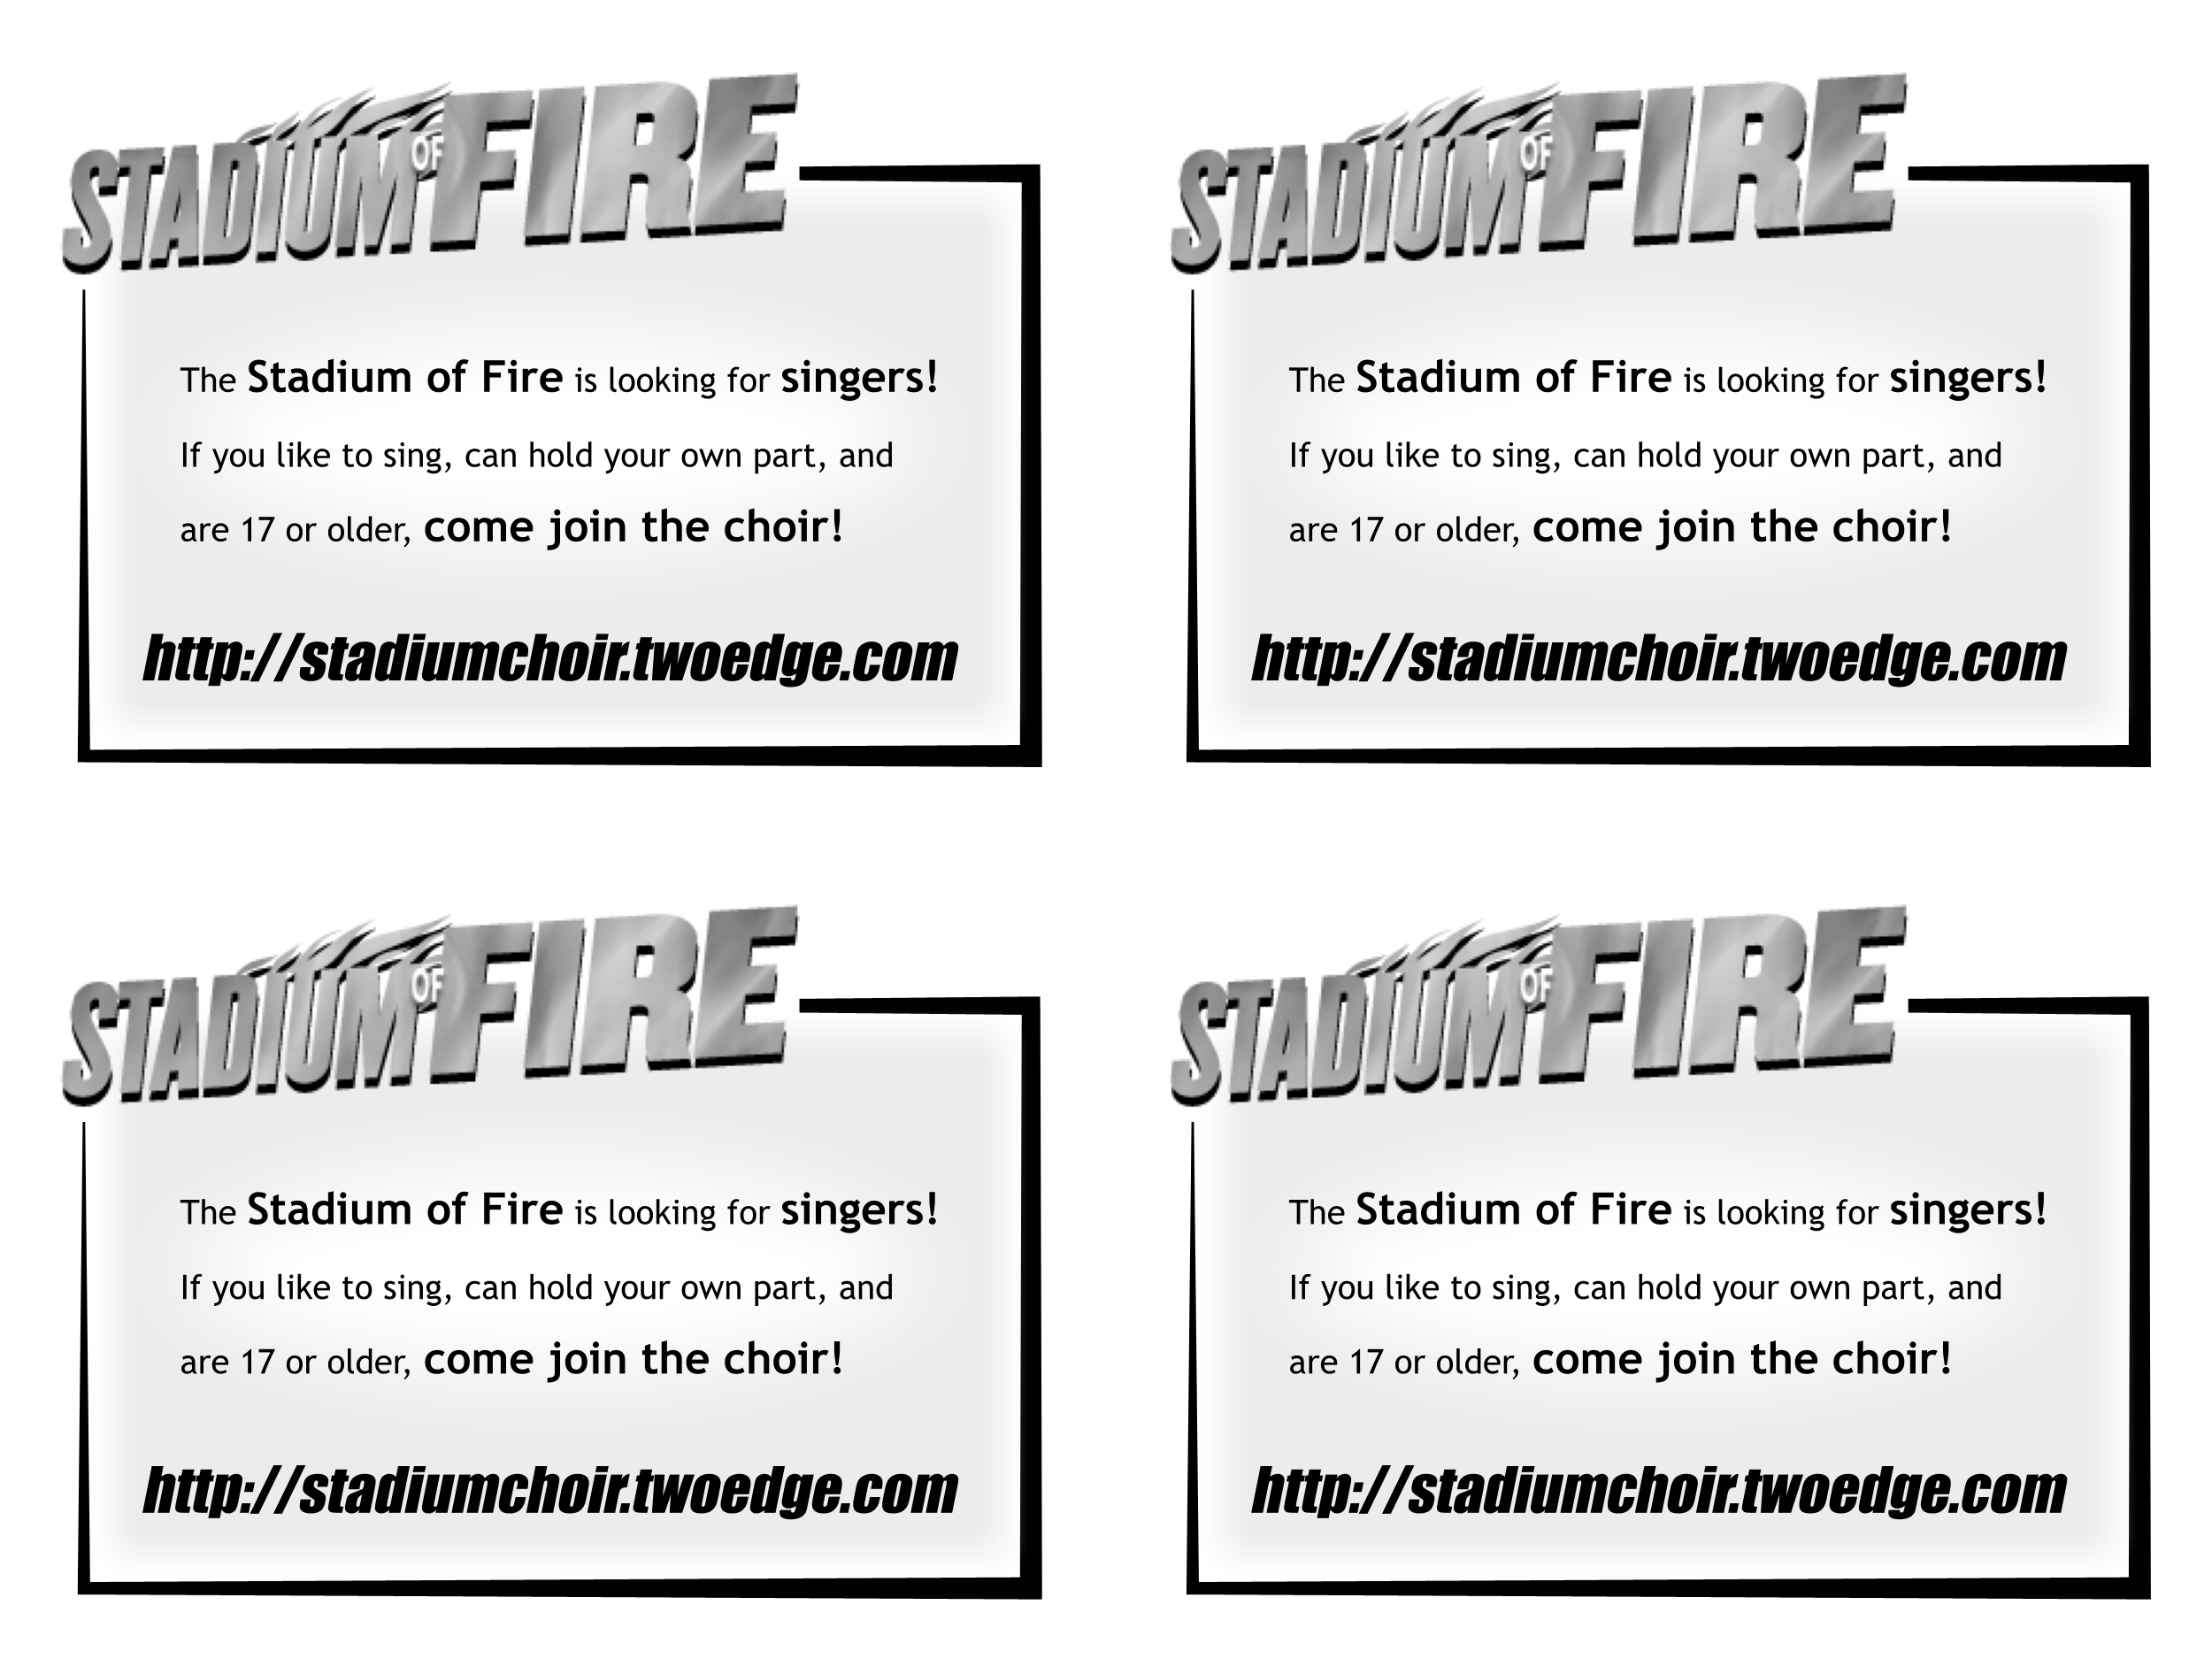 STADIUM OF FIRE
The Stadium of Fire is looking for singers!
If you like to sing, can hold your own part, and
are 17 or older, come join the choir!
http://stadiumchoir.twoedge.com
STADIUM OF FIRE
The Stadium of Fire is looking for singers!
If you like to sing, can hold your own part, and
are 17 or older, come join the choir!
http://stadiumchoir.twoedge.com
STADIUM OF FIRE
The Stadium of Fire is looking for singers!
If you like to sing, can hold your own part, and
are 17 or older, come join the choir!
http://stadiumchoir.twoedge.com
STADIUM OF FIRE
The Stadium of Fire is looking for singers!
If you like to sing, can hold your own part, and
are 17 or older, come join the choir!
http://stadiumchoir.twoedge.com